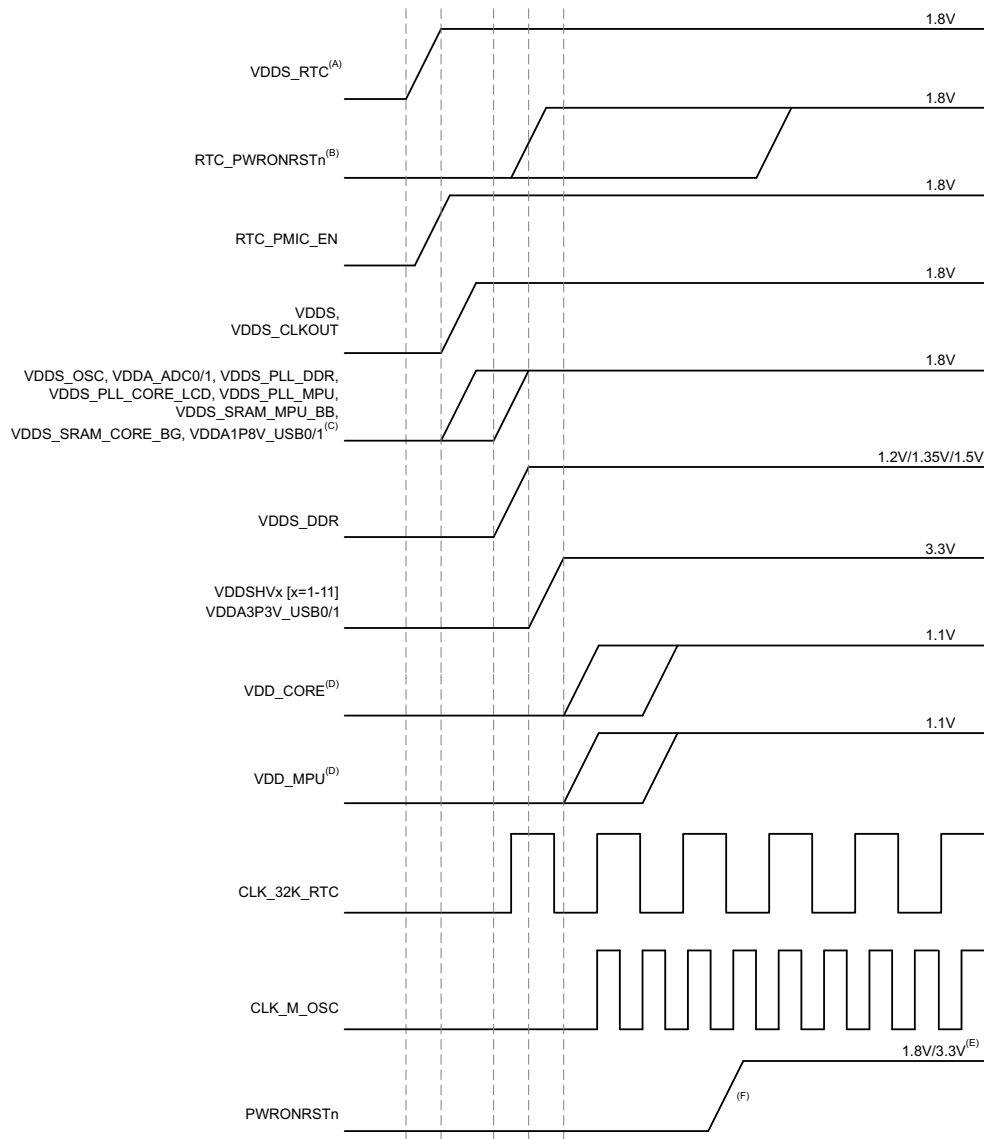 1.8V
VDDS_RTC(A)
1.8V
RTC_PWRONRSTn(B)
1.8V
RTC_PMIC_EN
1.8V
VDDS,
VDDS_CLKOUT
1.8V
VDDS_OSC, VDDA_ADC0/1, VDDS_PLL_DDR,
VDDS_PLL_CORE_LCD, VDDS_PLL_MPU,
VDDS_SRAM_MPU_BB,
VDDS_SRAM_CORE_BG, VDDA1P8V_USB0/1(C)
1.2V/1.35V/1.5V
VDDS_DDR
3.3V
VDDSHVx [x=1-11]
VDDA3P3V_USB0/1
1.1V
VDD_CORE(D)
1.1V
VDD_MPU(D)
CLK_32K_RTC
CLK_M_OSC
1.8V/3.3V(E)
(F)
PWRONRSTn